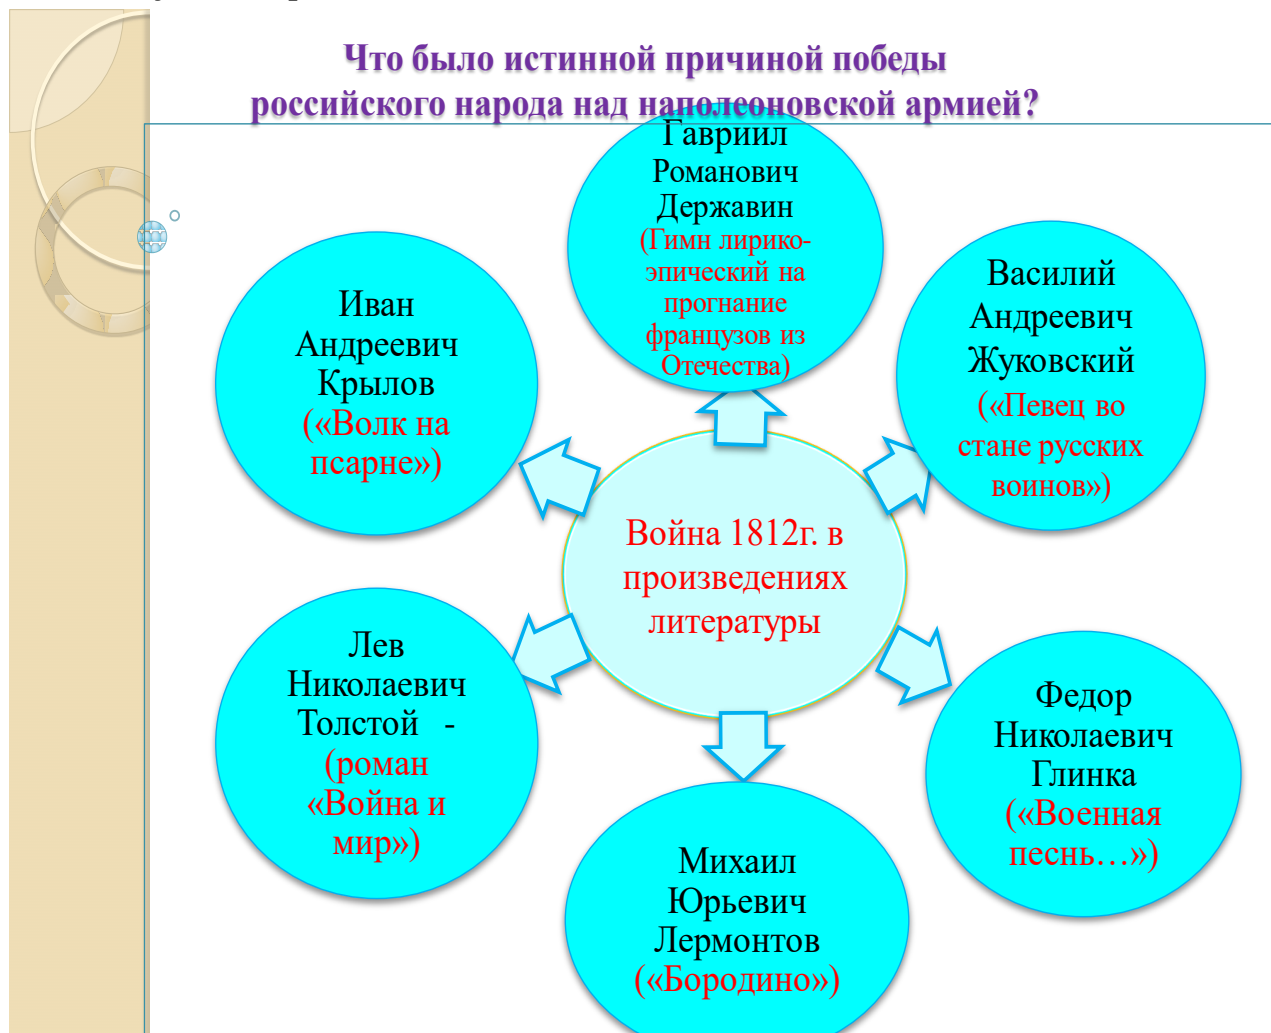 Что было истинной причиной победы
российского народа над наполеоновской армией?
Гавриил
Романович
Державин
(Гимн лирико-
эпический на
прогнание
французов из
Отечества)
Василий
Андреевич
Жуковский
(«Певец во
стане русских
воинов»)
Иван
Андреевич
Крылов
(«Волк на
псарне»)
Война 1812г. в
произведениях
литературы
Лев
Николаевич
Толстой -
(роман
«Война и
мир»)
Федор
Николаевич
Глинка
(«Военная
песнь…»)
Михаил
Юрьевич
Лермонтов
(«Бородино»)